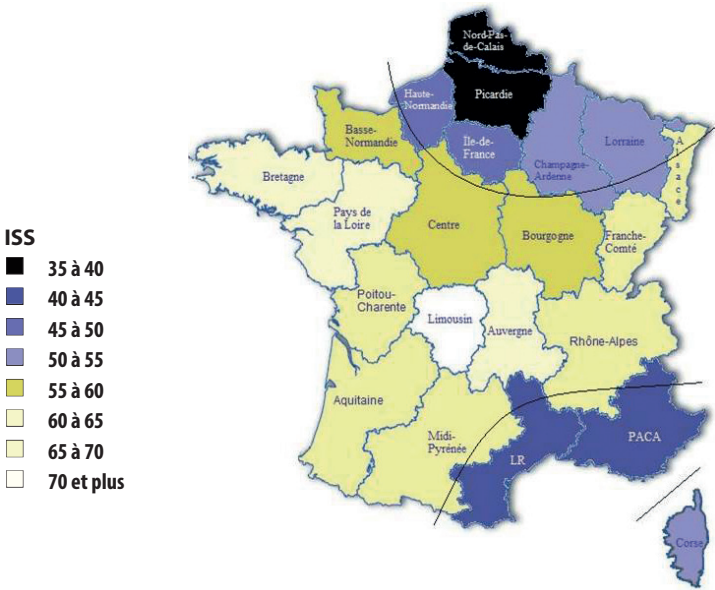 Nord-Pas-
de-Calais
Haute-
Normandie
Picardie
Basse-
Normandie
Île-de-
France
Champagne-
Ardenne
Lorraine
Alsace
Bretagne
Pays de
la Loire
Centre
Bourgogne
Franche-
Comté
Poitou-
Charente
Limousin
Auvergne
Rhône-Alpes
Aquitaine
Midi-
Pyrénée
LR
PACA
Corse
ISS
35 à 40
40 à 45
45 à 50
50 à 55
55 à 60
60 à 65
65 à 70
70 et plus